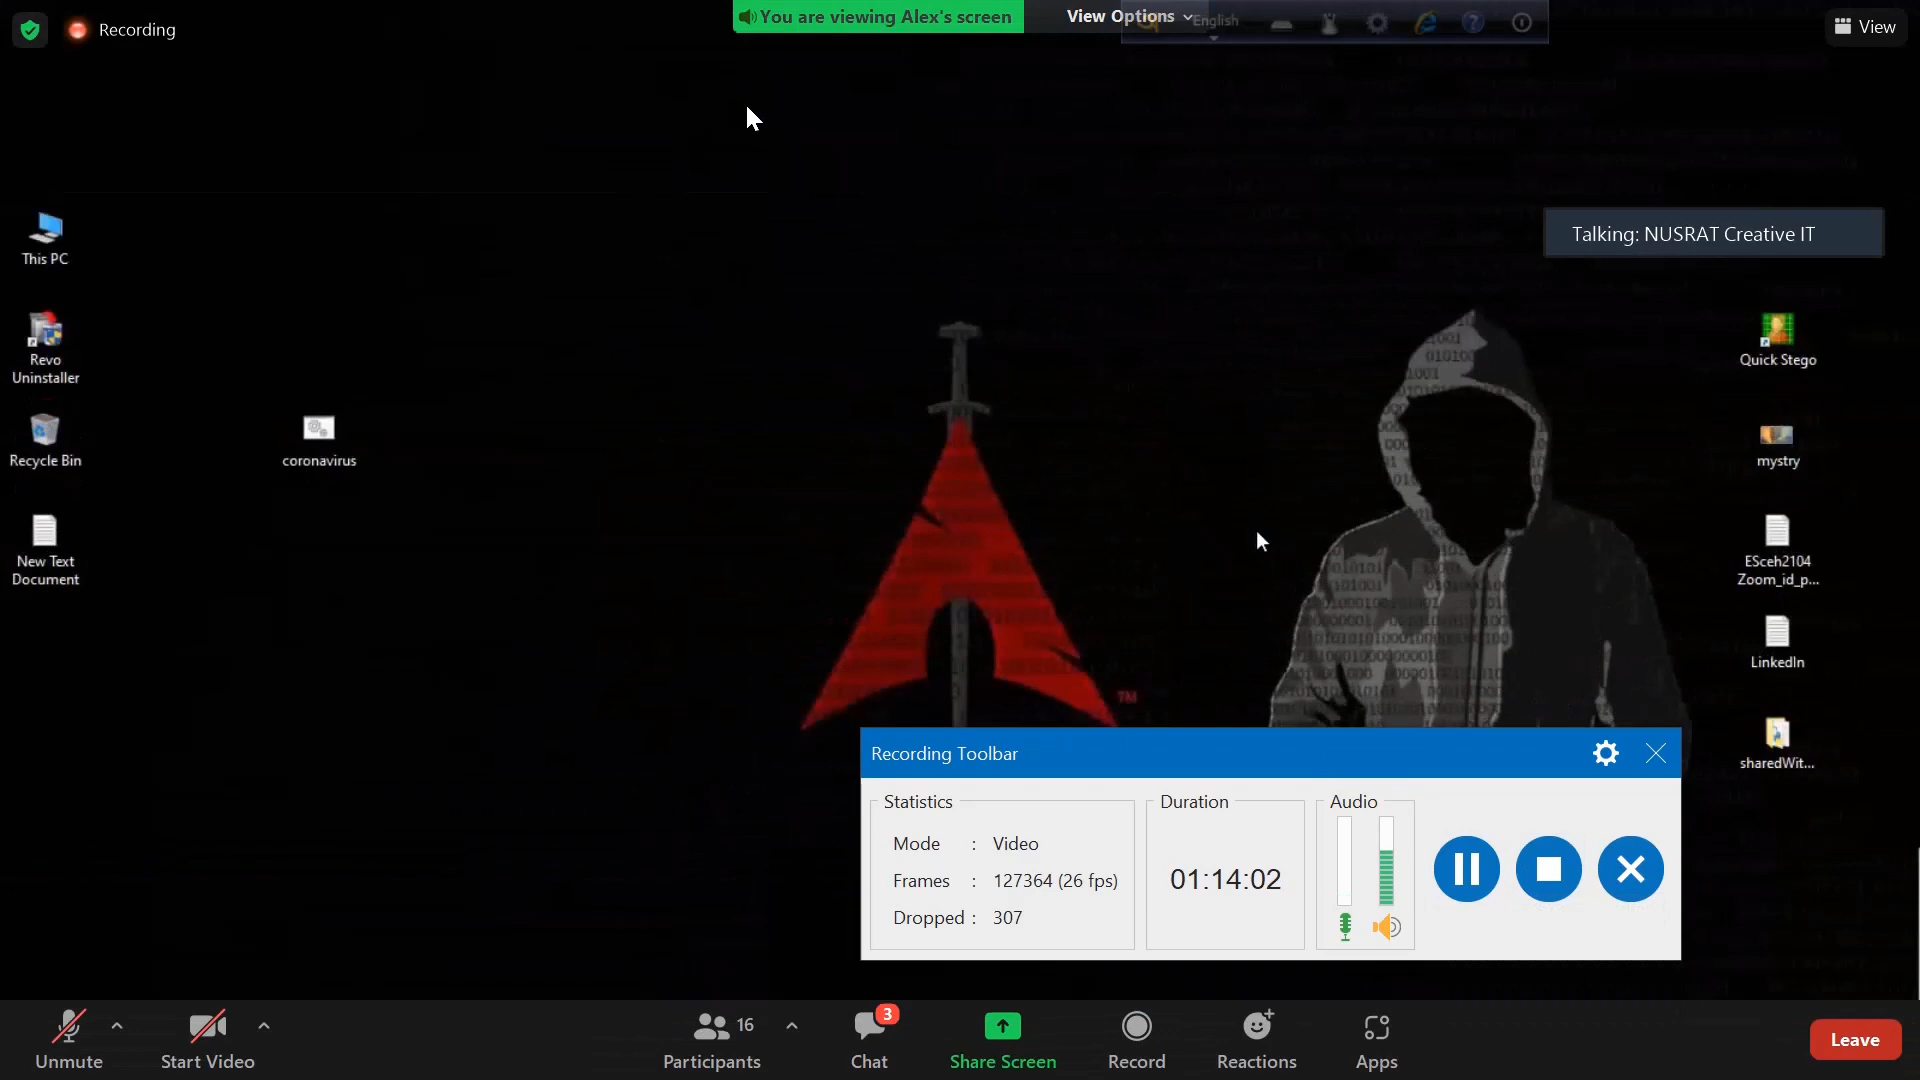 Recording
You are viewing Alex's screen
View Options
English
View
This PC
Talking: NUSRAT Creative IT
Revo
Uninstaller
Quick Stego
Recycle Bin
coronavirus
mystry
New Text
Document
ESceh2104
Zoom_id_p...
LinkedIn
TM
sharedWit...
Recording Toolbar
Statistics
Duration
Audio
Mode : Video
Frames : 127364 (26 fps)
Dropped : 307
01:14:02
Unmute
Start Video
16
Participants
3
Chat
Share Screen
Record
Reactions
Apps
Leave